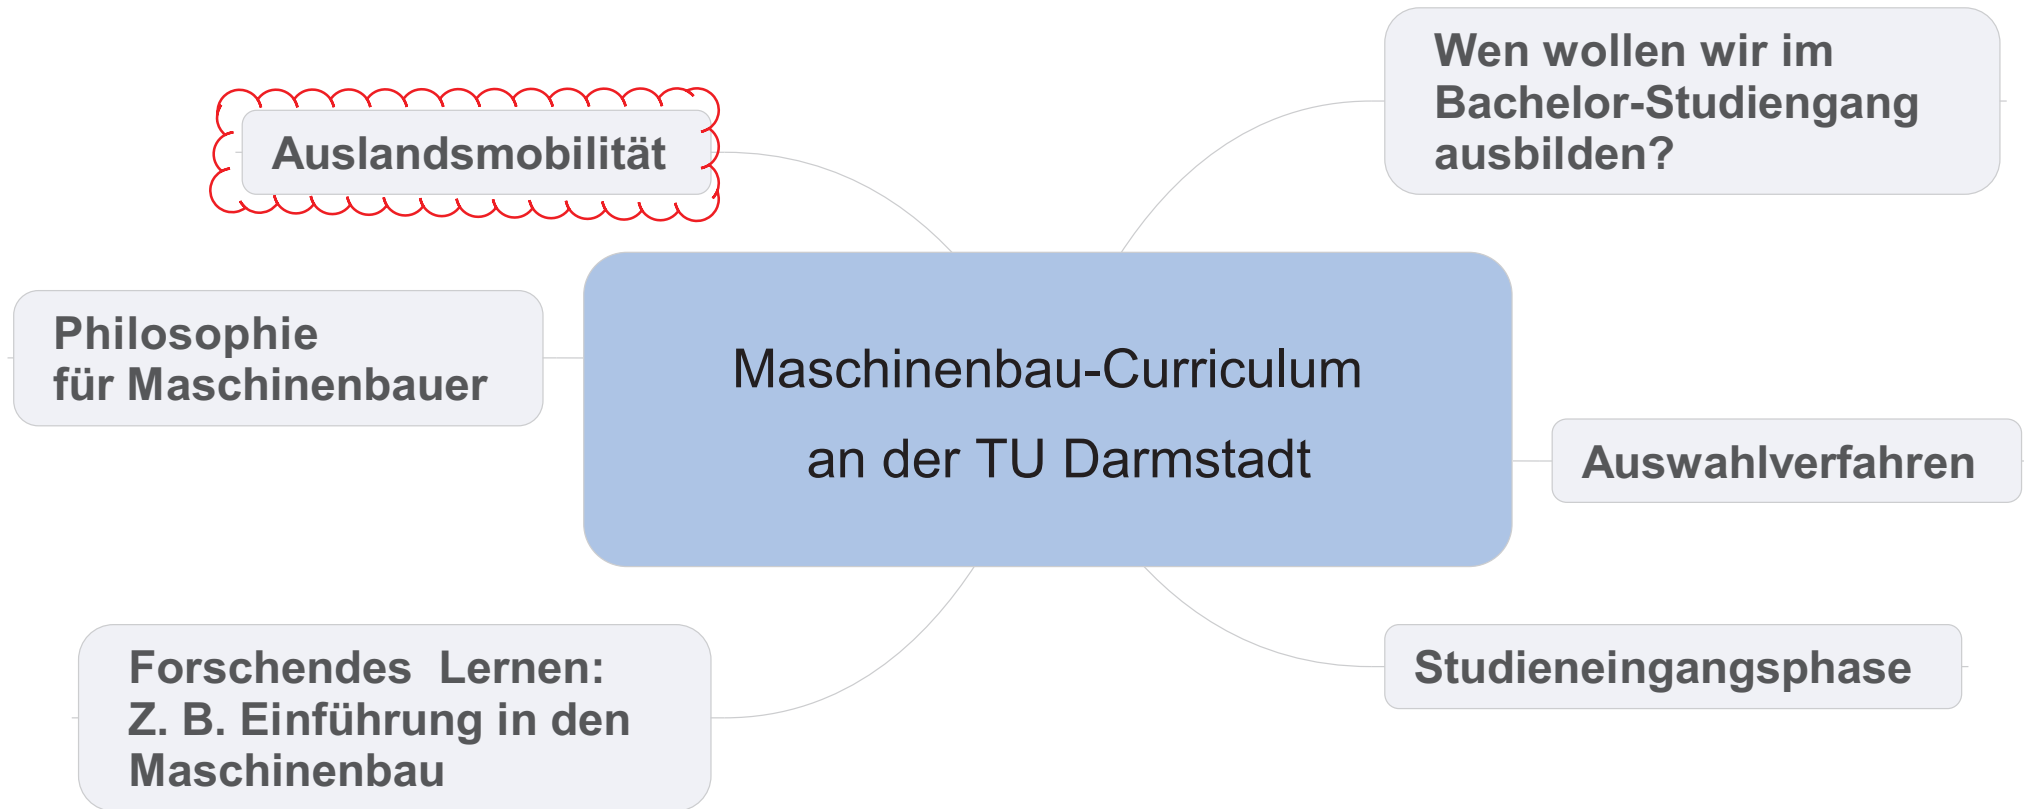 Wen wollen wir im
Bachelor-Studiengang
ausbilden?
Auslandsmobilität
Philosophie
für Maschinenbauer
Maschinenbau-Curriculum
an der TU Darmstadt
Auswahlverfahren
Forschendes  Lernen:
Z. B. Einführung in den
Maschinenbau
Studieneingangsphase